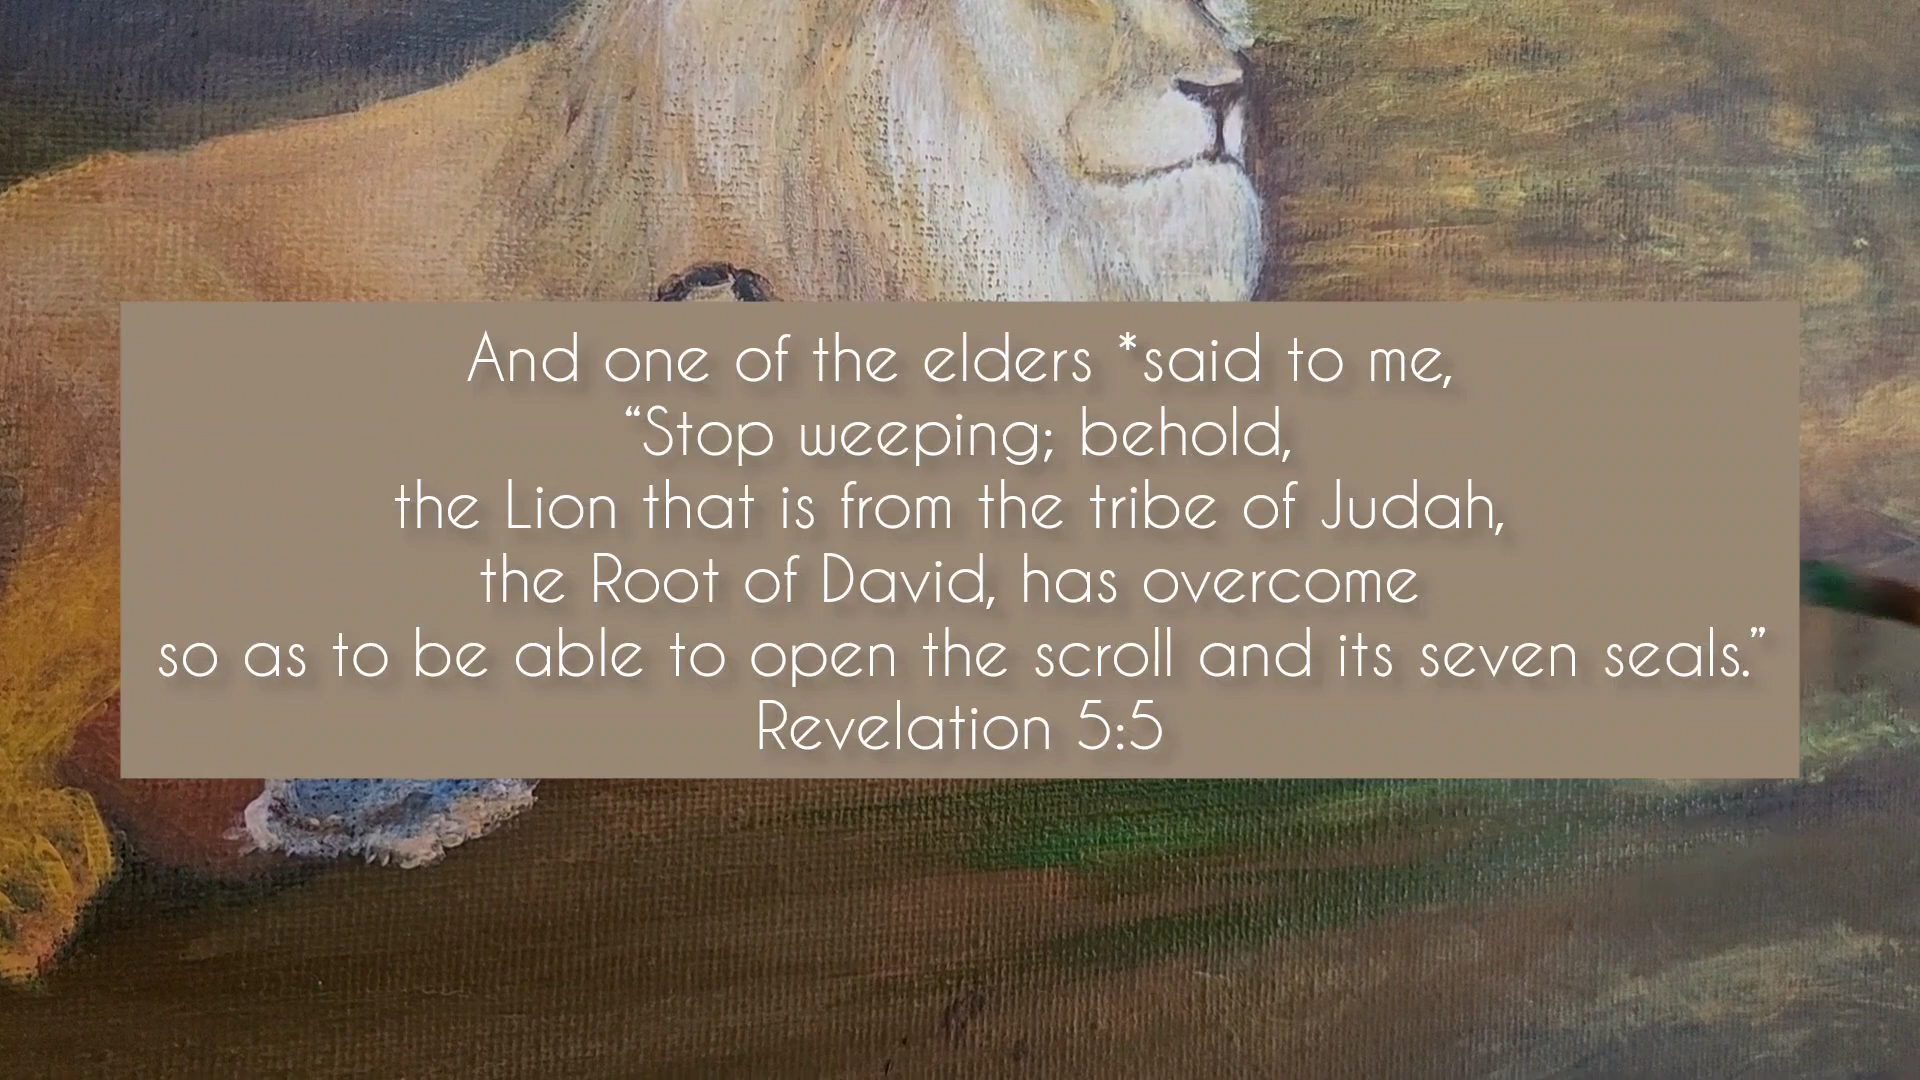 And one of the elders *said to me,
“Stop weeping; behold,
the Lion that is from the tribe of Judah,
the Root of David, has overcome
so as to be able to open the scroll and its seven seals.”
Revelation 5:5